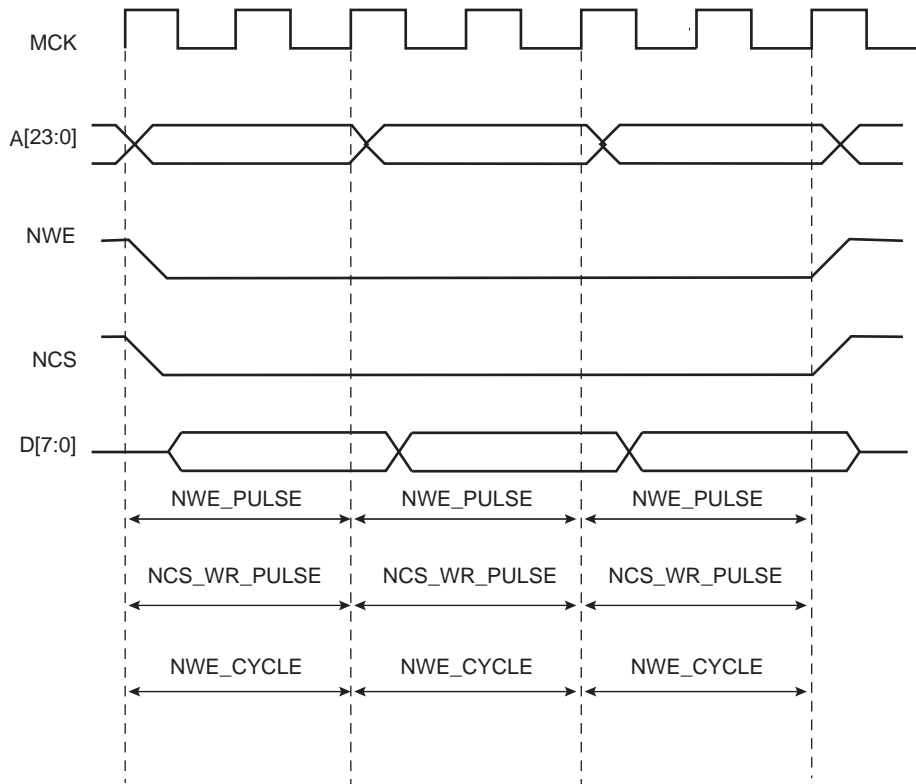 MCK
A[23:0]
NWE
NCS
D[7:0]
NWE_PULSE NWE_PULSE NWE_PULSE
NCS_WR_PULSE NCS_WR_PULSE NCS_WR_PULSE
NWE_CYCLE NWE_CYCLE NWE_CYCLE